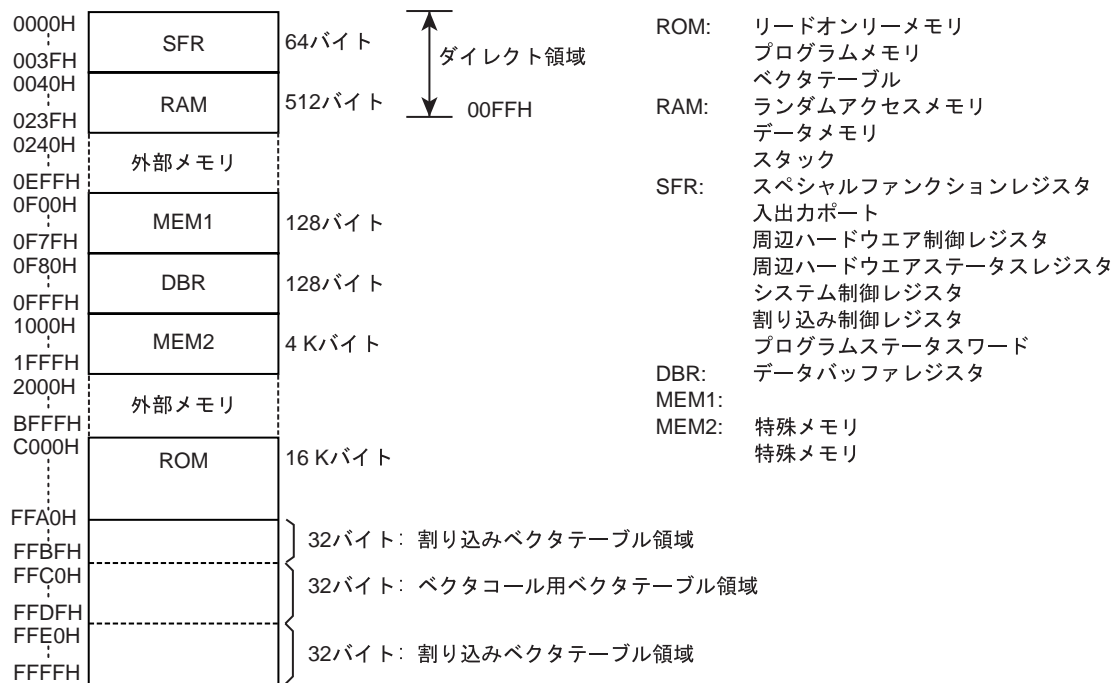 0000H
SFR
64バイト
003FH
0040H
RAM
512バイト
023FH
0240H
外部メモリ
0EFFH
0F00H
MEM1
128バイト
0F7FH
0F80H
DBR
128バイト
0FFFH
1000H
MEM2
4 Kバイト
1FFFH
2000H
外部メモリ
BFFFH
C000H
ROM
16 Kバイト
FFA0H
32バイト: 割り込みベクタテーブル領域
FFBFH
FFC0H
32バイト: ベクタコール用ベクタテーブル領域
FFDFH
FFE0H
32バイト: 割り込みベクタテーブル領域
FFFFH
ダイレクト領域
00FFH
ROM: リードオンリーメモリ
プログラムメモリ
ベクタテーブル
RAM: ランダムアクセスメモリ
データメモリ
スタック
SFR: スペシャルファンクションレジスタ
入出力ポート
周辺ハードウエア制御レジスタ
周辺ハードウエアステータスレジスタ
システム制御レジスタ
割り込み制御レジスタ
プログラムステータスワード
DBR: データバッファレジスタ
MEM1:
MEM2: 特殊メモリ
特殊メモリ